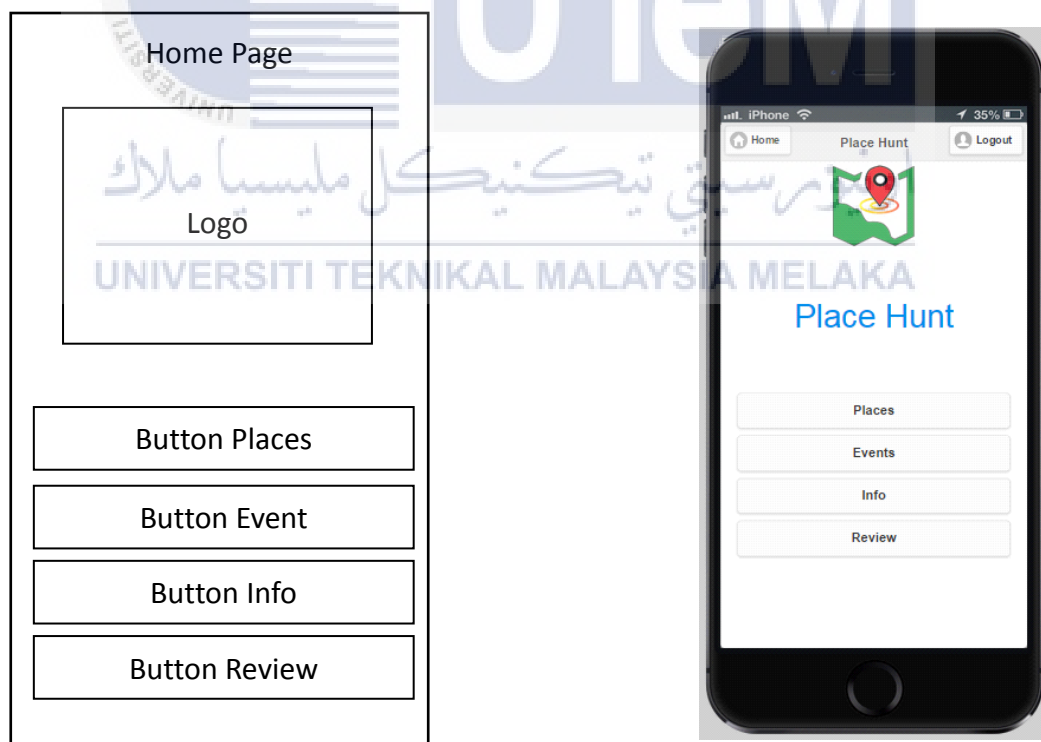 UTeM
UNIVERSITI
Home Page
Logo
Button Places
Button Event
Button Info
Button Review
اونيۏرسيتي تيكنيكل مليسيا ملاك
UNIVERSITI TEKNIKAL MALAYSIA MELAKA
iPhone 35%
Home Place Hunt Logout
Place Hunt
Places
Events
Info
Review